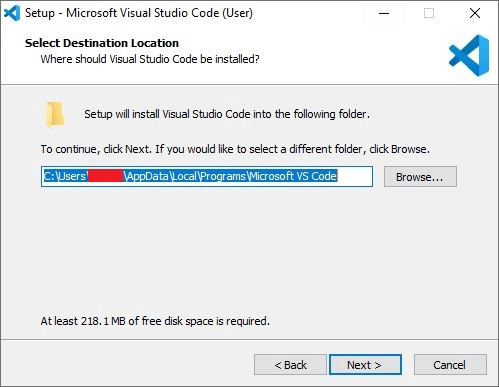 Setup - Microsoft Visual Studio Code (User)
Select Destination Location
Where should Visual Studio Code be installed?
Setup will install Visual Studio Code into the following folder.
To continue, click Next. If you would like to select a different folder, click Browse.
C:\Users\ \AppData\Local\Programs\Microsoft VS Code
Browse...
At least 218.1 MB of free disk space is required.
< Back
Next >
Cancel